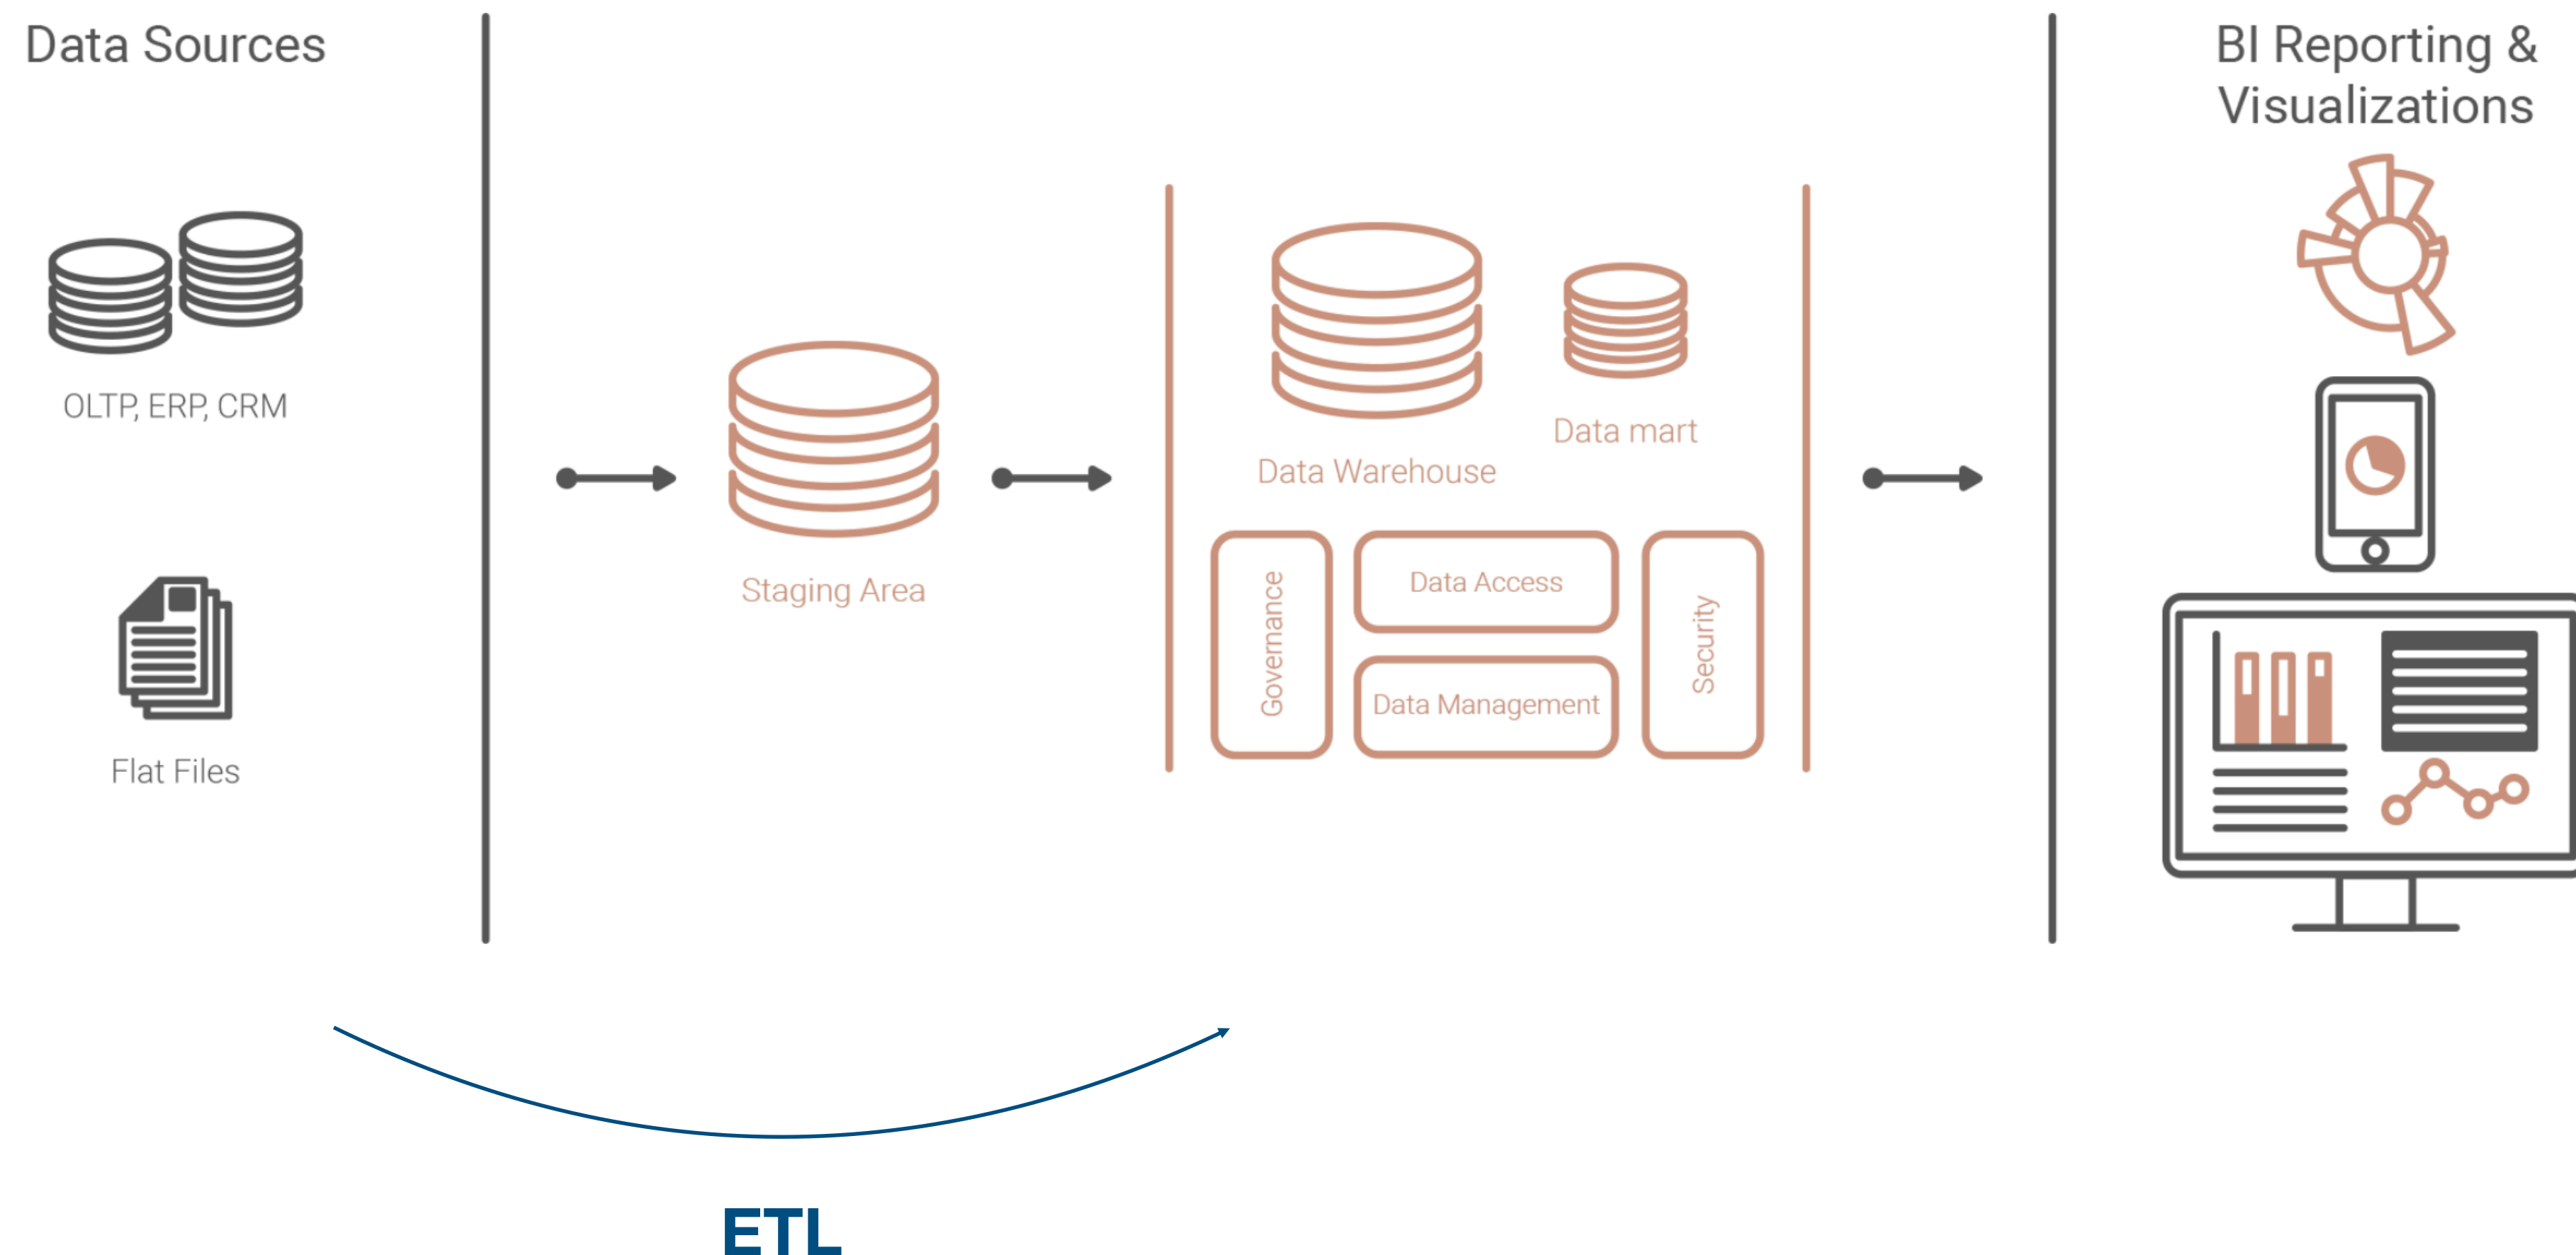 Data Sources
OLTP, ERP, CRM
Flat Files
Staging Area
Data Warehouse
Data mart
Governance
Data Access
Data Management
Security
BI Reporting &
Visualizations
ETL